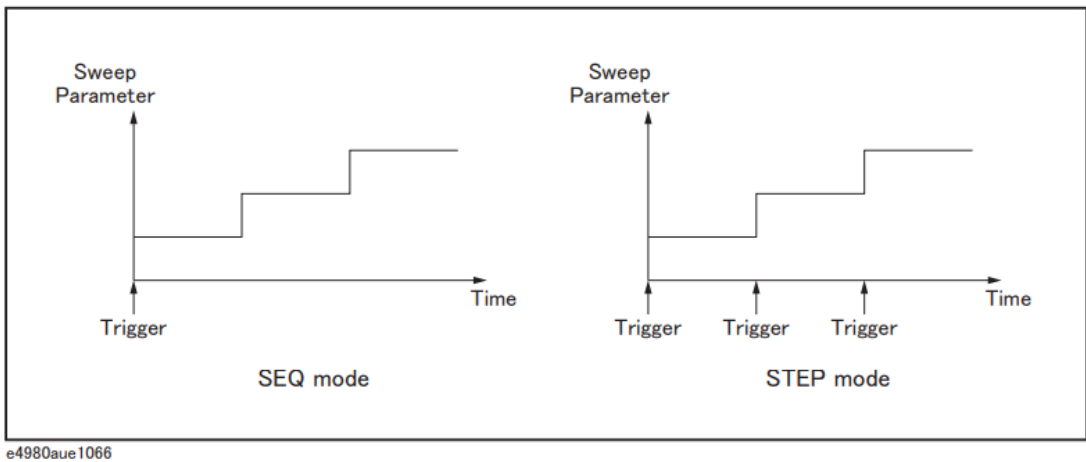 Sweep
Parameter
Time
Trigger
SEQ mode
Sweep
Parameter
Time
Trigger
Trigger
Trigger
STEP mode
e4980aue1066